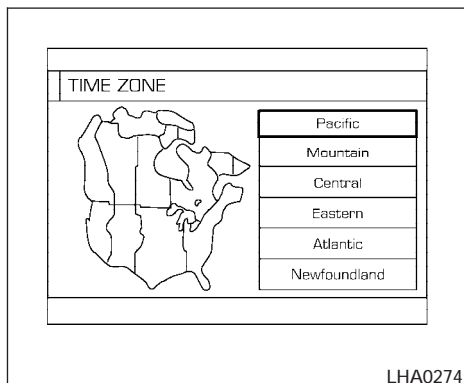 TIME ZONE
Pacific
Mountain
Central
Eastern
Atlantic
Newfoundland
LHA0274